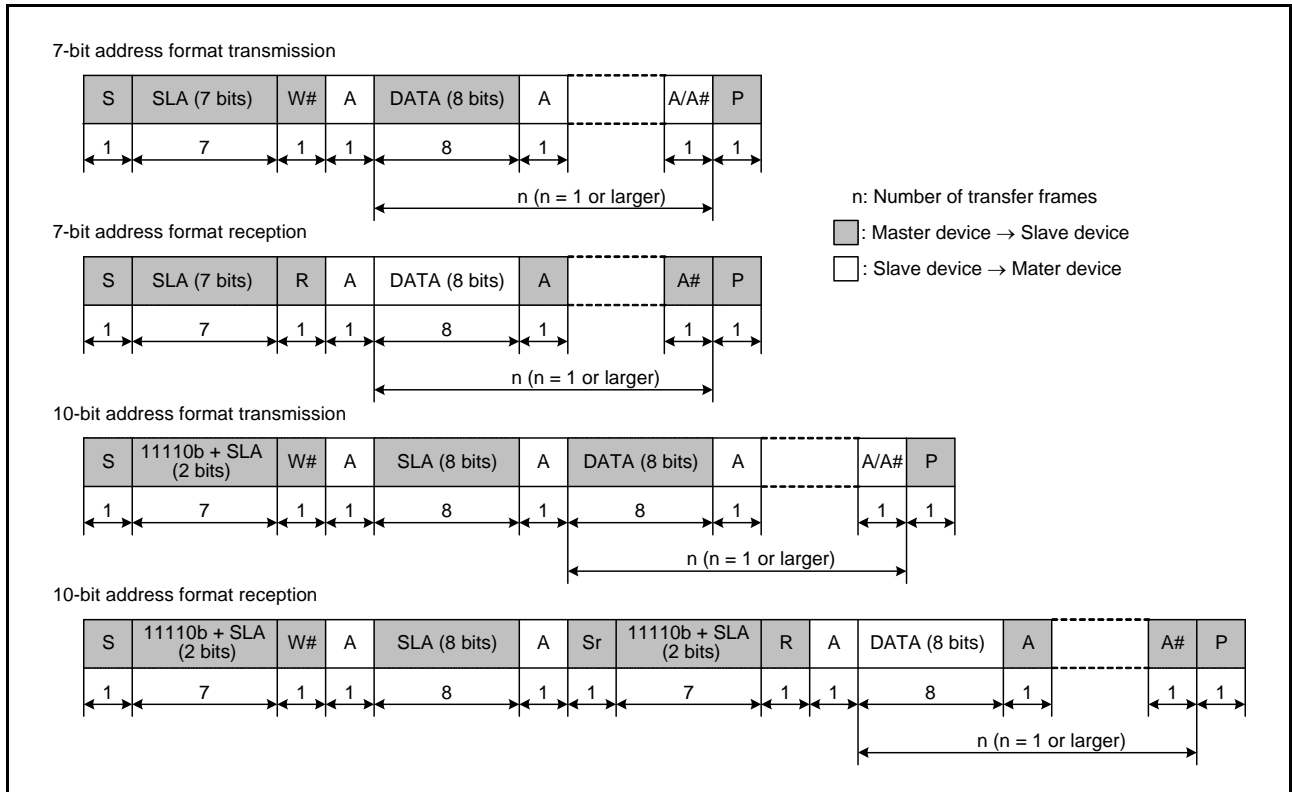 7-bit address format transmission
S SLA (7 bits) W# A DATA (8 bits) A A/A# P
1 7 1 1 8 1 1 1
n (n = 1 or larger)
n: Number of transfer frames
: Master device → Slave device
: Slave device → Mater device
7-bit address format reception
S SLA (7 bits) R A DATA (8 bits) A A# P
1 7 1 1 8 1 1 1
n (n = 1 or larger)
10-bit address format transmission
S 11110b + SLA (2 bits) W# A SLA (8 bits) A DATA (8 bits) A A/A# P
1 7 1 1 8 1 8 1 1 1
n (n = 1 or larger)
10-bit address format reception
S 11110b + SLA (2 bits) W# A SLA (8 bits) A Sr 11110b + SLA (2 bits) R A DATA (8 bits) A A# P
1 7 1 1 8 1 1 7 1 1 8 1 1 1
n (n = 1 or larger)